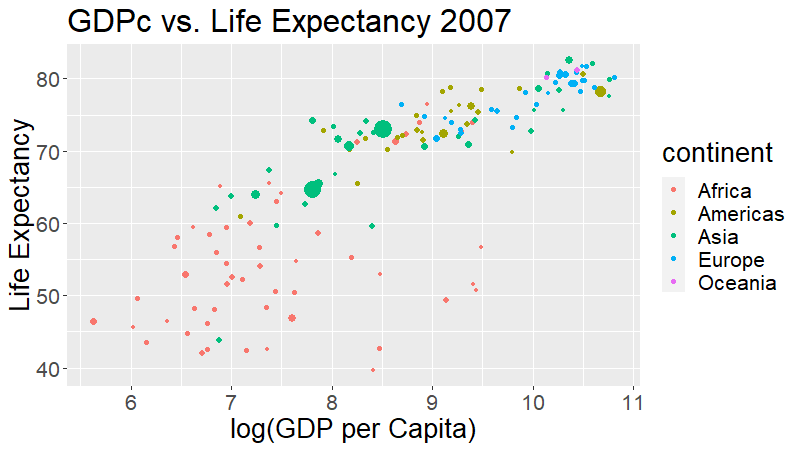 GDPc vs. Life Expectancy 2007
Life Expectancy
80
70
60
50
40
6 7 8 9 10 11
log(GDP per Capita)
continent
Africa
Americas
Asia
Europe
Oceania